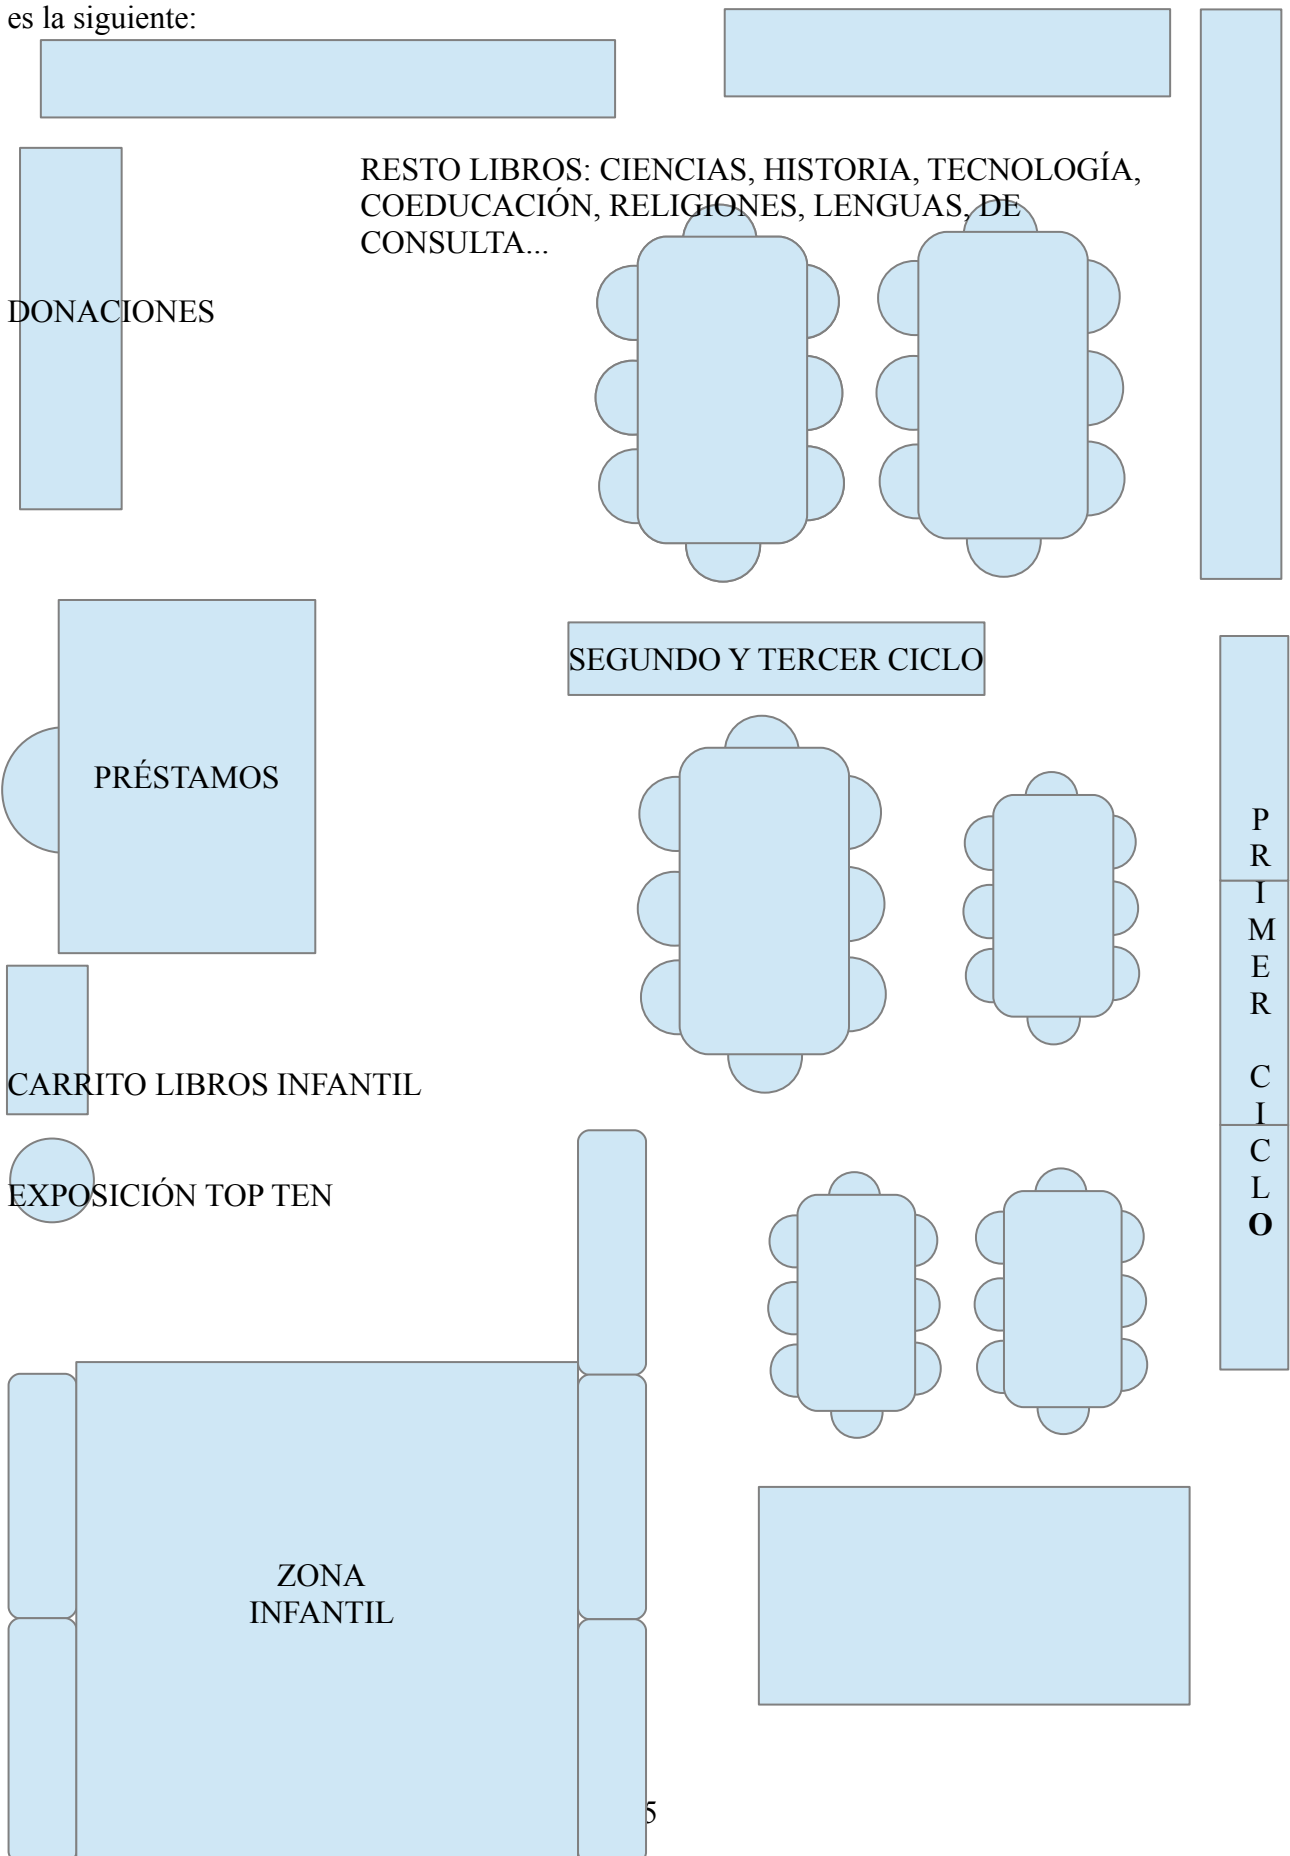 es la siguiente:
RESTO LIBROS: CIENCIAS, HISTORIA, TECNOLOGÍA,
COEDUCACIÓN, RELIGIONES, LENGUAS, DE
CONSULTA...
DONACIONES
SEGUNDO Y TERCER CICLO
PRÉSTAMOS
P
R
I
M
E
R
C
I
C
L
O
CARRITO LIBROS INFANTIL
EXPOSICIÓN TOP TEN
ZONA
INFANTIL
5